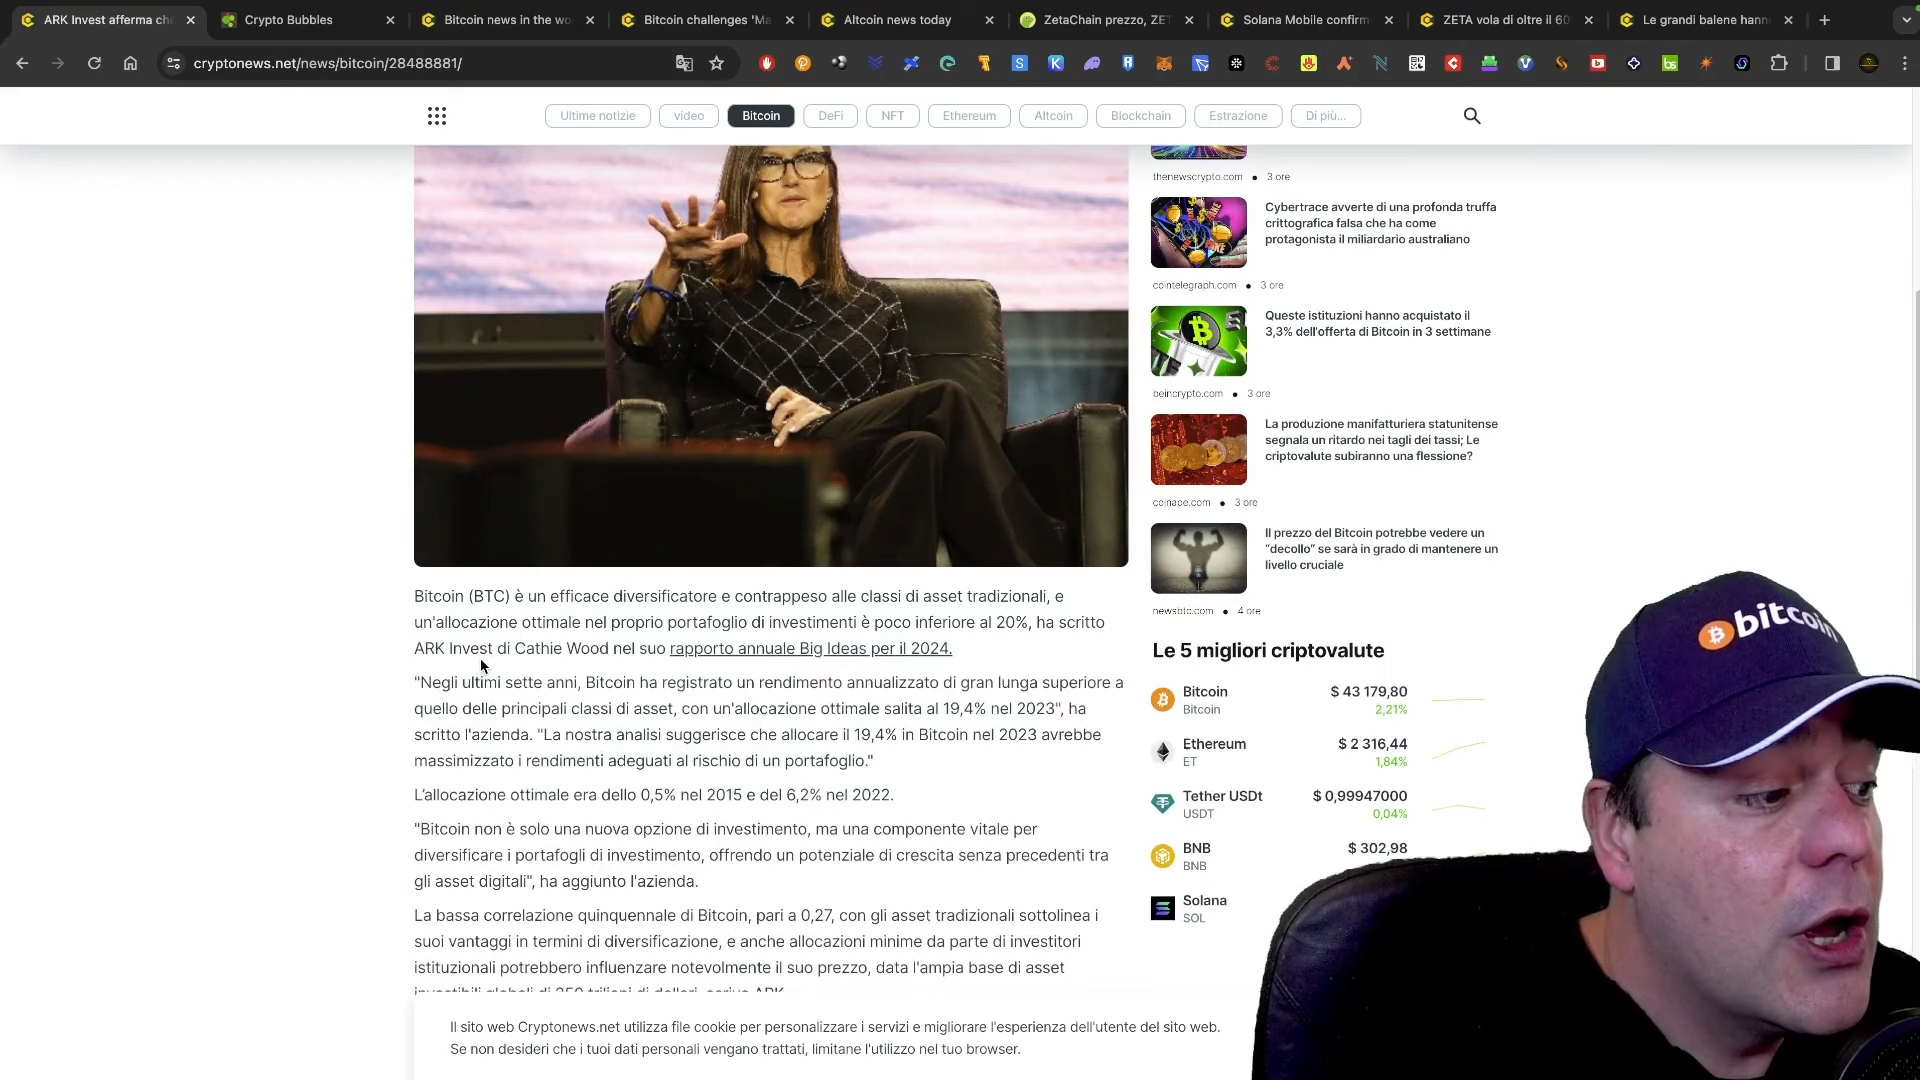 ARK Invest afferma ch
Crypto Bubbles
Bitcoin news in the wo
Bitcoin challenges 'Ma
Altcoin news today
ZetaChain prezzo, ZET
Solana Mobile confirm
ZETA vola di oltre il 60
Le grandi balene hann
cryptonews.net/news/bitcoin/28488881/
Ultime notizie
video
Bitcoin
DeFi
NFT
Ethereum
Altcoin
Blockchain
Estrazione
Di più...
Bitcoin (BTC) è un efficace diversificatore e contrappeso alle classi di asset tradizionali, e
un'allocazione ottimale nel proprio portafoglio di investimenti è poco inferiore al 20%, ha scritto
ARK Invest di Cathie Wood nel suo rapporto annuale Big Ideas per il 2024.
"Negli ultimi sette anni, Bitcoin ha registrato un rendimento annualizzato di gran lunga superiore a
quello delle principali classi di asset, con un'allocazione ottimale salita al 19,4% nel 2023", ha
scritto l'azienda. "La nostra analisi suggerisce che allocare il 19,4% in Bitcoin nel 2023 avrebbe
massimizzato i rendimenti adeguati al rischio di un portafoglio."
L'allocazione ottimale era dello 0,5% nel 2015 e del 6,2% nel 2022.
"Bitcoin non è solo una nuova opzione di investimento, ma una componente vitale per
diversificare i portafogli di investimento, offrendo un potenziale di crescita senza precedenti tra
gli asset digitali", ha aggiunto l'azienda.
La bassa correlazione quinquennale di Bitcoin, pari a 0,27, con gli asset tradizionali sottolinea i
suoi vantaggi in termini di diversificazione, e anche allocazioni minime da parte di investitori
istituzionali potrebbero influenzare notevolmente il suo prezzo, data l'ampia base di asset
investibili globali di 250 trilioni di dollari, scrive ARK
Il sito web Cryptonews.net utilizza file cookie per personalizzare i servizi e migliorare l'esperienza dell'utente del sito web.
Se non desideri che i tuoi dati personali vengano trattati, limitane l'utilizzo nel tuo browser.
thenewscrypto.com • 3 ore
Cybertrace avverte di una profonda truffa
crittografica falsa che ha come
protagonista il miliardario australiano
cointelegraph.com • 3 ore
Queste istituzioni hanno acquistato il
3,3% dell'offerta di Bitcoin in 3 settimane
beincrypto.com • 3 ore
La produzione manifatturiera statunitense
segnala un ritardo nei tagli dei tassi; Le
criptovalute subiranno una flessione?
coinape.com • 3 ore
Il prezzo del Bitcoin potrebbe vedere un
“decollo” se sarà in grado di mantenere un
livello cruciale
newsbtc.com • 4 ore
Le 5 migliori criptovalute
Bitcoin $ 43 179,80
Bitcoin 2,21%
Ethereum $ 2 316,44
ET 1,84%
Tether USDt $ 0,99947000
USDT 0,04%
BNB $ 302,98
BNB
Solana
SOL
bitcoin